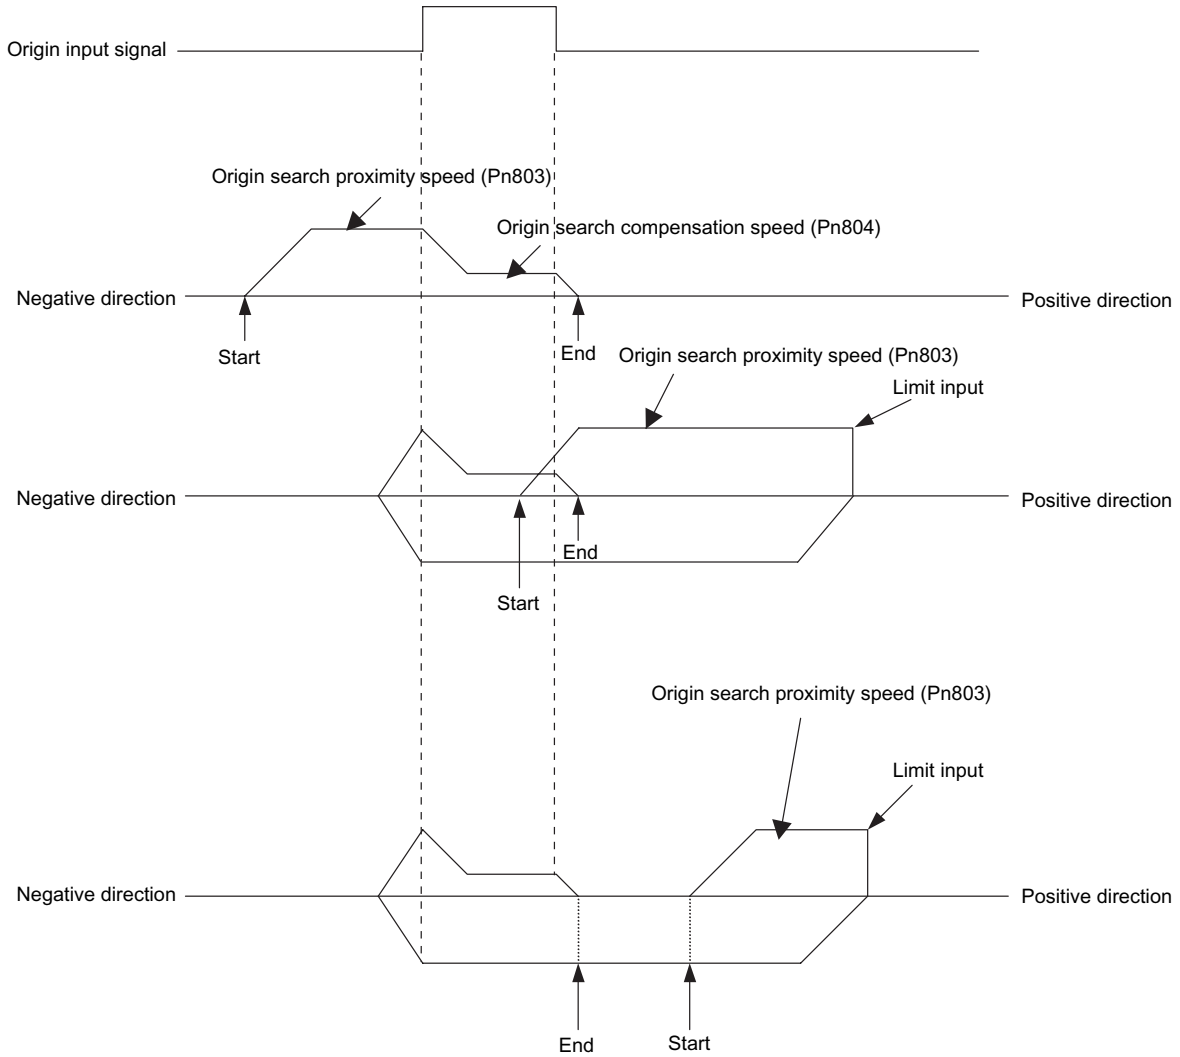 Origin input signal
Origin search proximity speed (Pn803)
Origin search compensation speed (Pn804)
Negative direction
Positive direction
Start
End
Origin search proximity speed (Pn803)
Limit input
Negative direction
Positive direction
End
Start
Origin search proximity speed (Pn803)
Limit input
Negative direction
Positive direction
End
Start